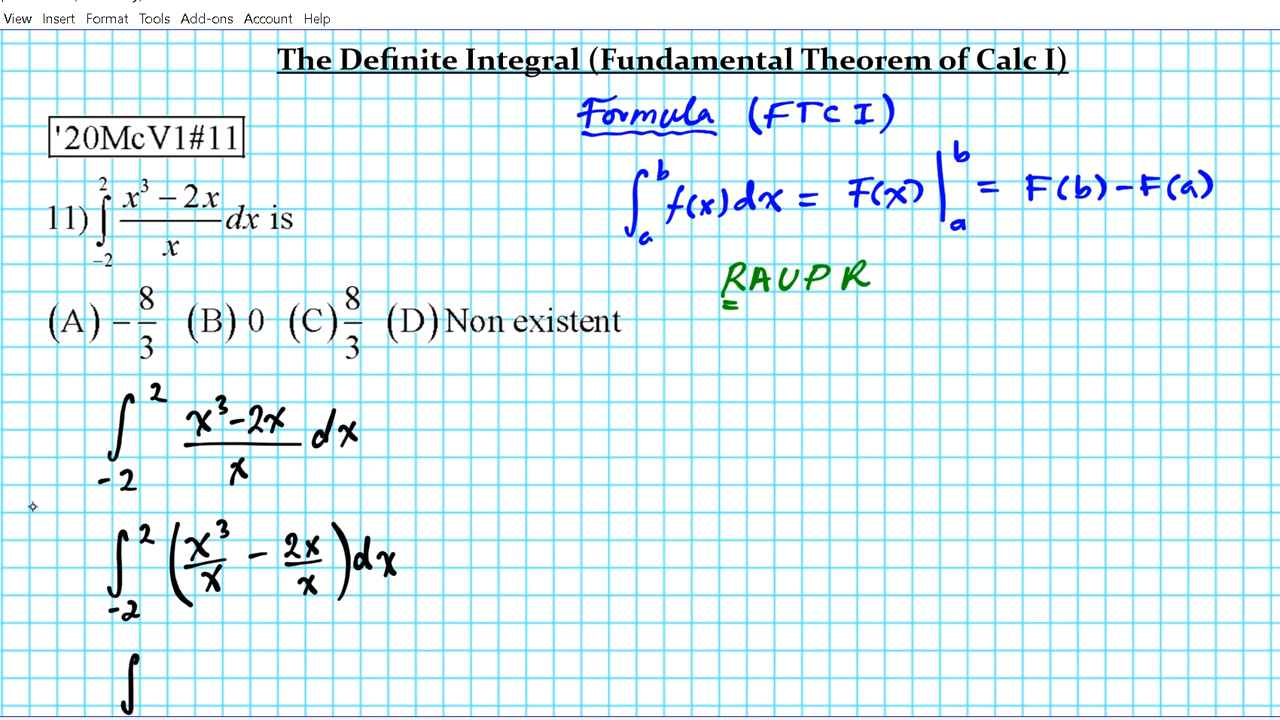 View Insert Format Tools Add-ons Account Help
The Definite Integral (Fundamental Theorem of Calc I)
Formula (FTC I)
∫_a^b f(x)dx = F(x) |_a^b = F(b) - F(a)
RAUPR
'20McV1#11
11) ∫_{-2}^{2} (x³ − 2x)/x dx is
(A) −8/3 (B) 0 (C) 8/3 (D) Non existent
∫_{-2}^{2} (x³ − 2x)/x dx
∫_{-2}^{2} (x³/x − 2x/x) dx
∫